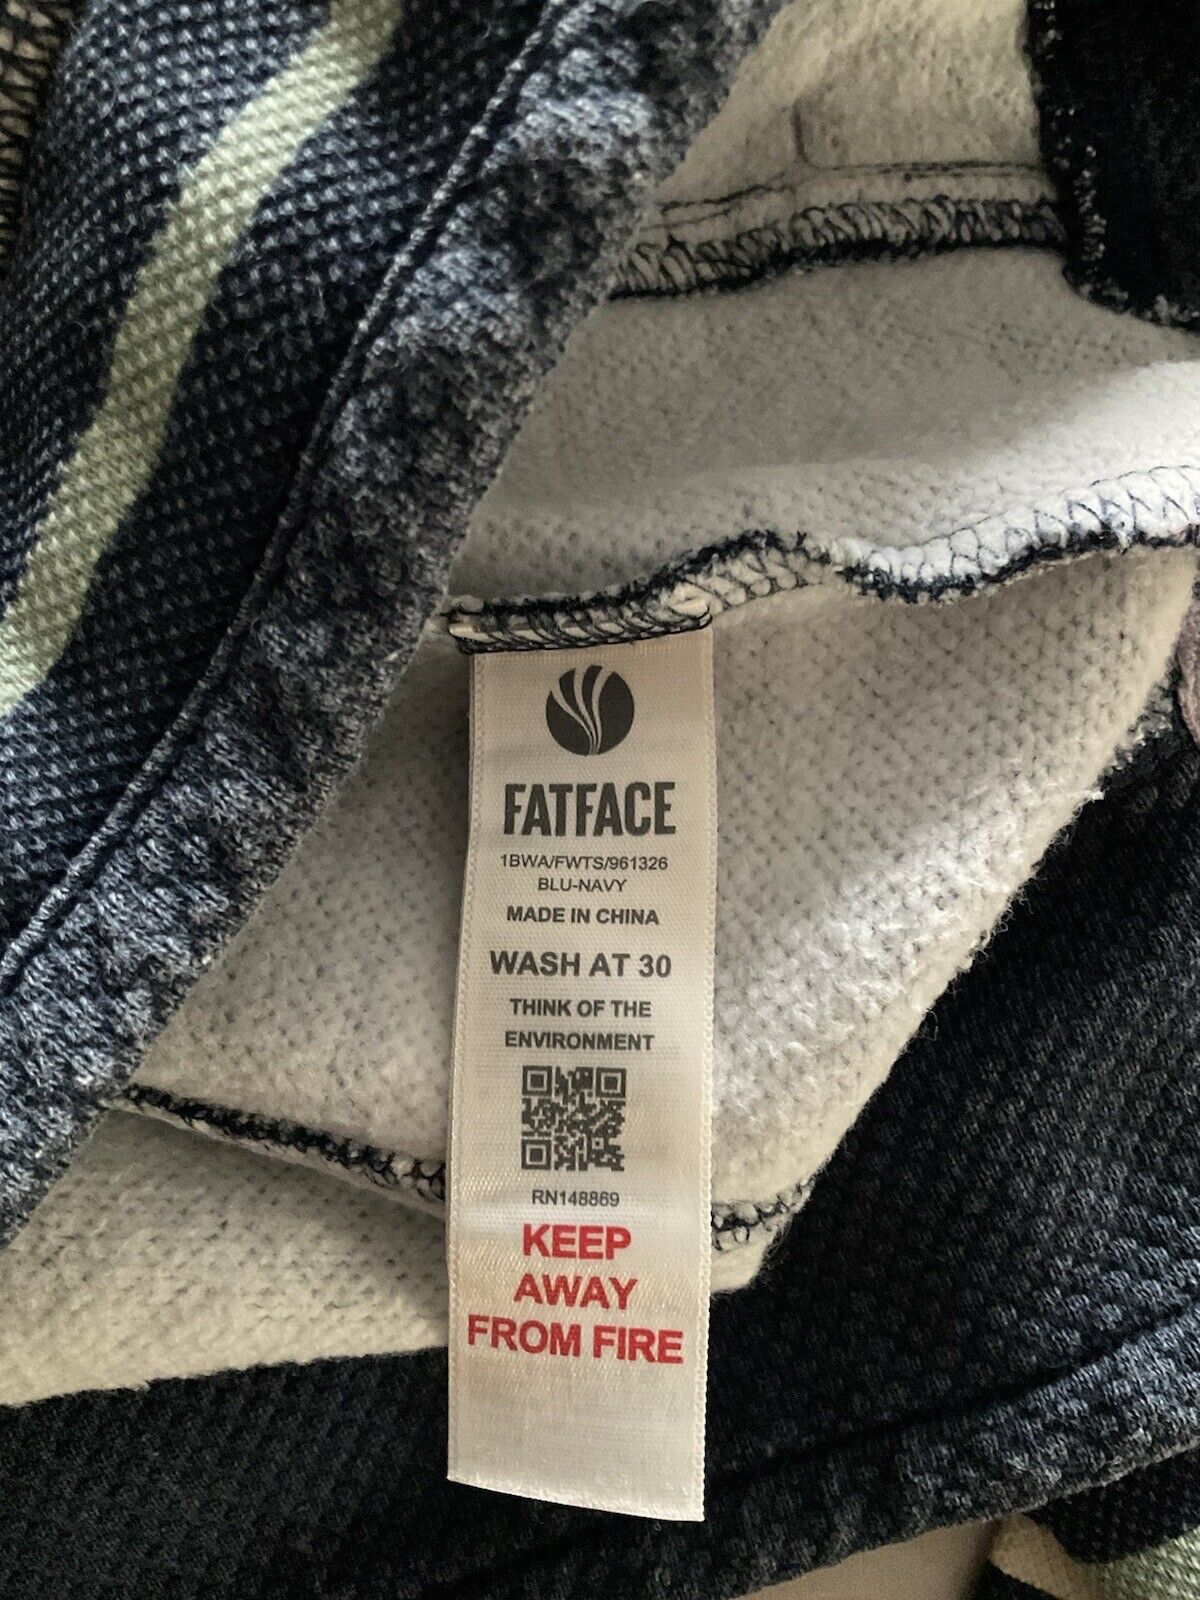 FATFACE
1BWA/FWTS/961326
BLU-NAVY
MADE IN CHINA
WASH AT 30
THINK OF THE
ENVIRONMENT
RN148869
KEEP
AWAY
FROM FIRE